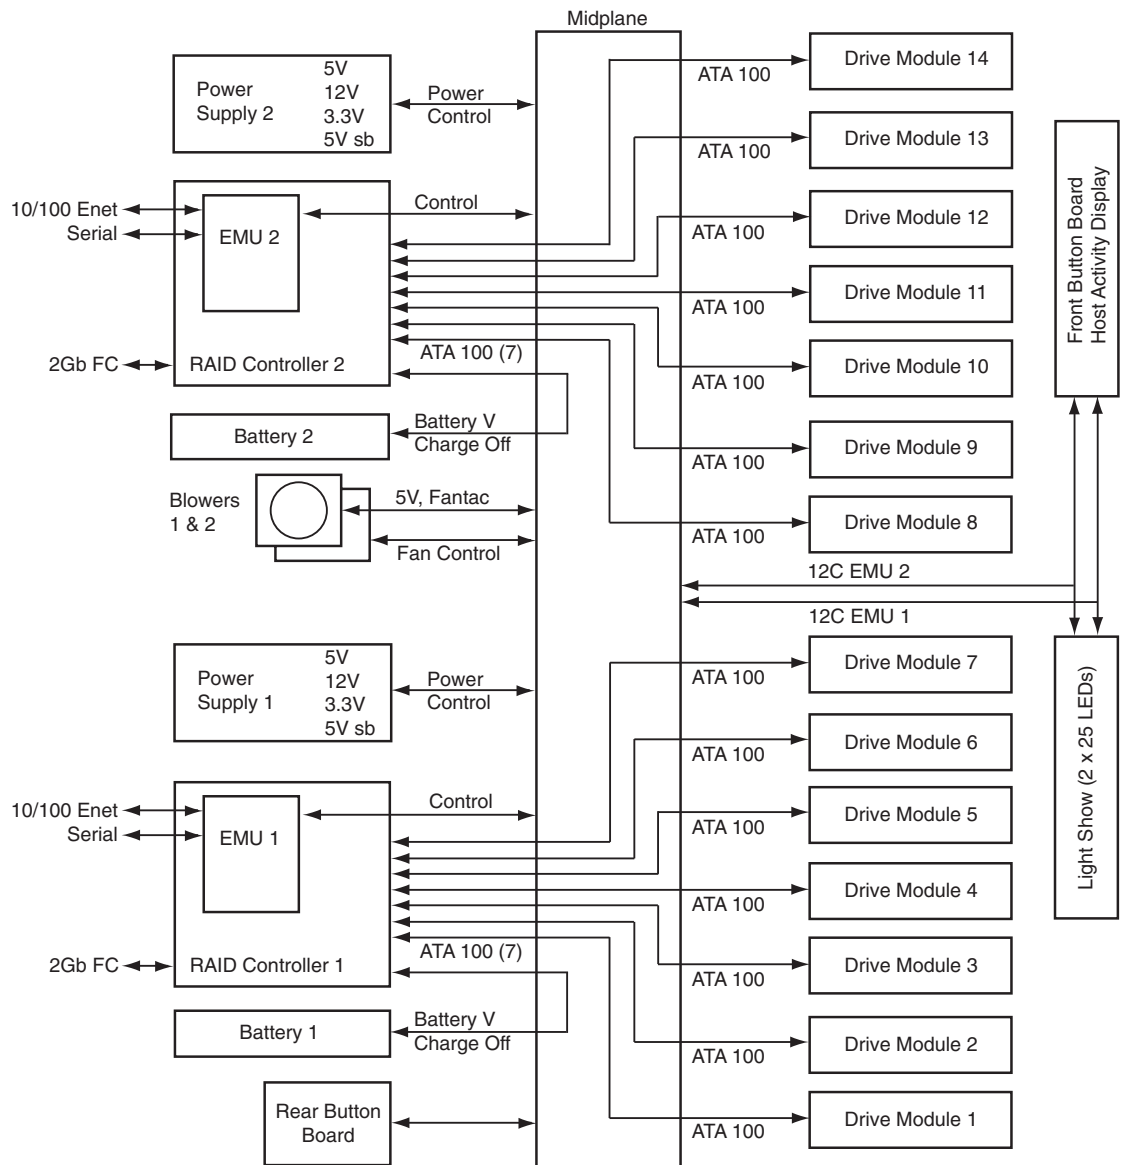 Midplane
Power
Supply 2
5V
12V
3.3V
5V sb
Power
Control
10/100 Enet
Serial
EMU 2
Control
2Gb FC
RAID Controller 2
ATA 100 (7)
Battery 2
Battery V
Charge Off
Blowers
1 & 2
5V, Fantac
Fan Control
Power
Supply 1
5V
12V
3.3V
5V sb
Power
Control
10/100 Enet
Serial
EMU 1
Control
2Gb FC
RAID Controller 1
ATA 100 (7)
Battery 1
Battery V
Charge Off
Rear Button
Board
ATA 100
Drive Module 14
ATA 100
Drive Module 13
ATA 100
Drive Module 12
ATA 100
Drive Module 11
ATA 100
Drive Module 10
ATA 100
Drive Module 9
ATA 100
Drive Module 8
12C EMU 2
12C EMU 1
ATA 100
Drive Module 7
ATA 100
Drive Module 6
ATA 100
Drive Module 5
ATA 100
Drive Module 4
ATA 100
Drive Module 3
ATA 100
Drive Module 2
ATA 100
Drive Module 1
Front Button Board
Host Activity Display
Light Show (2 x 25 LEDs)